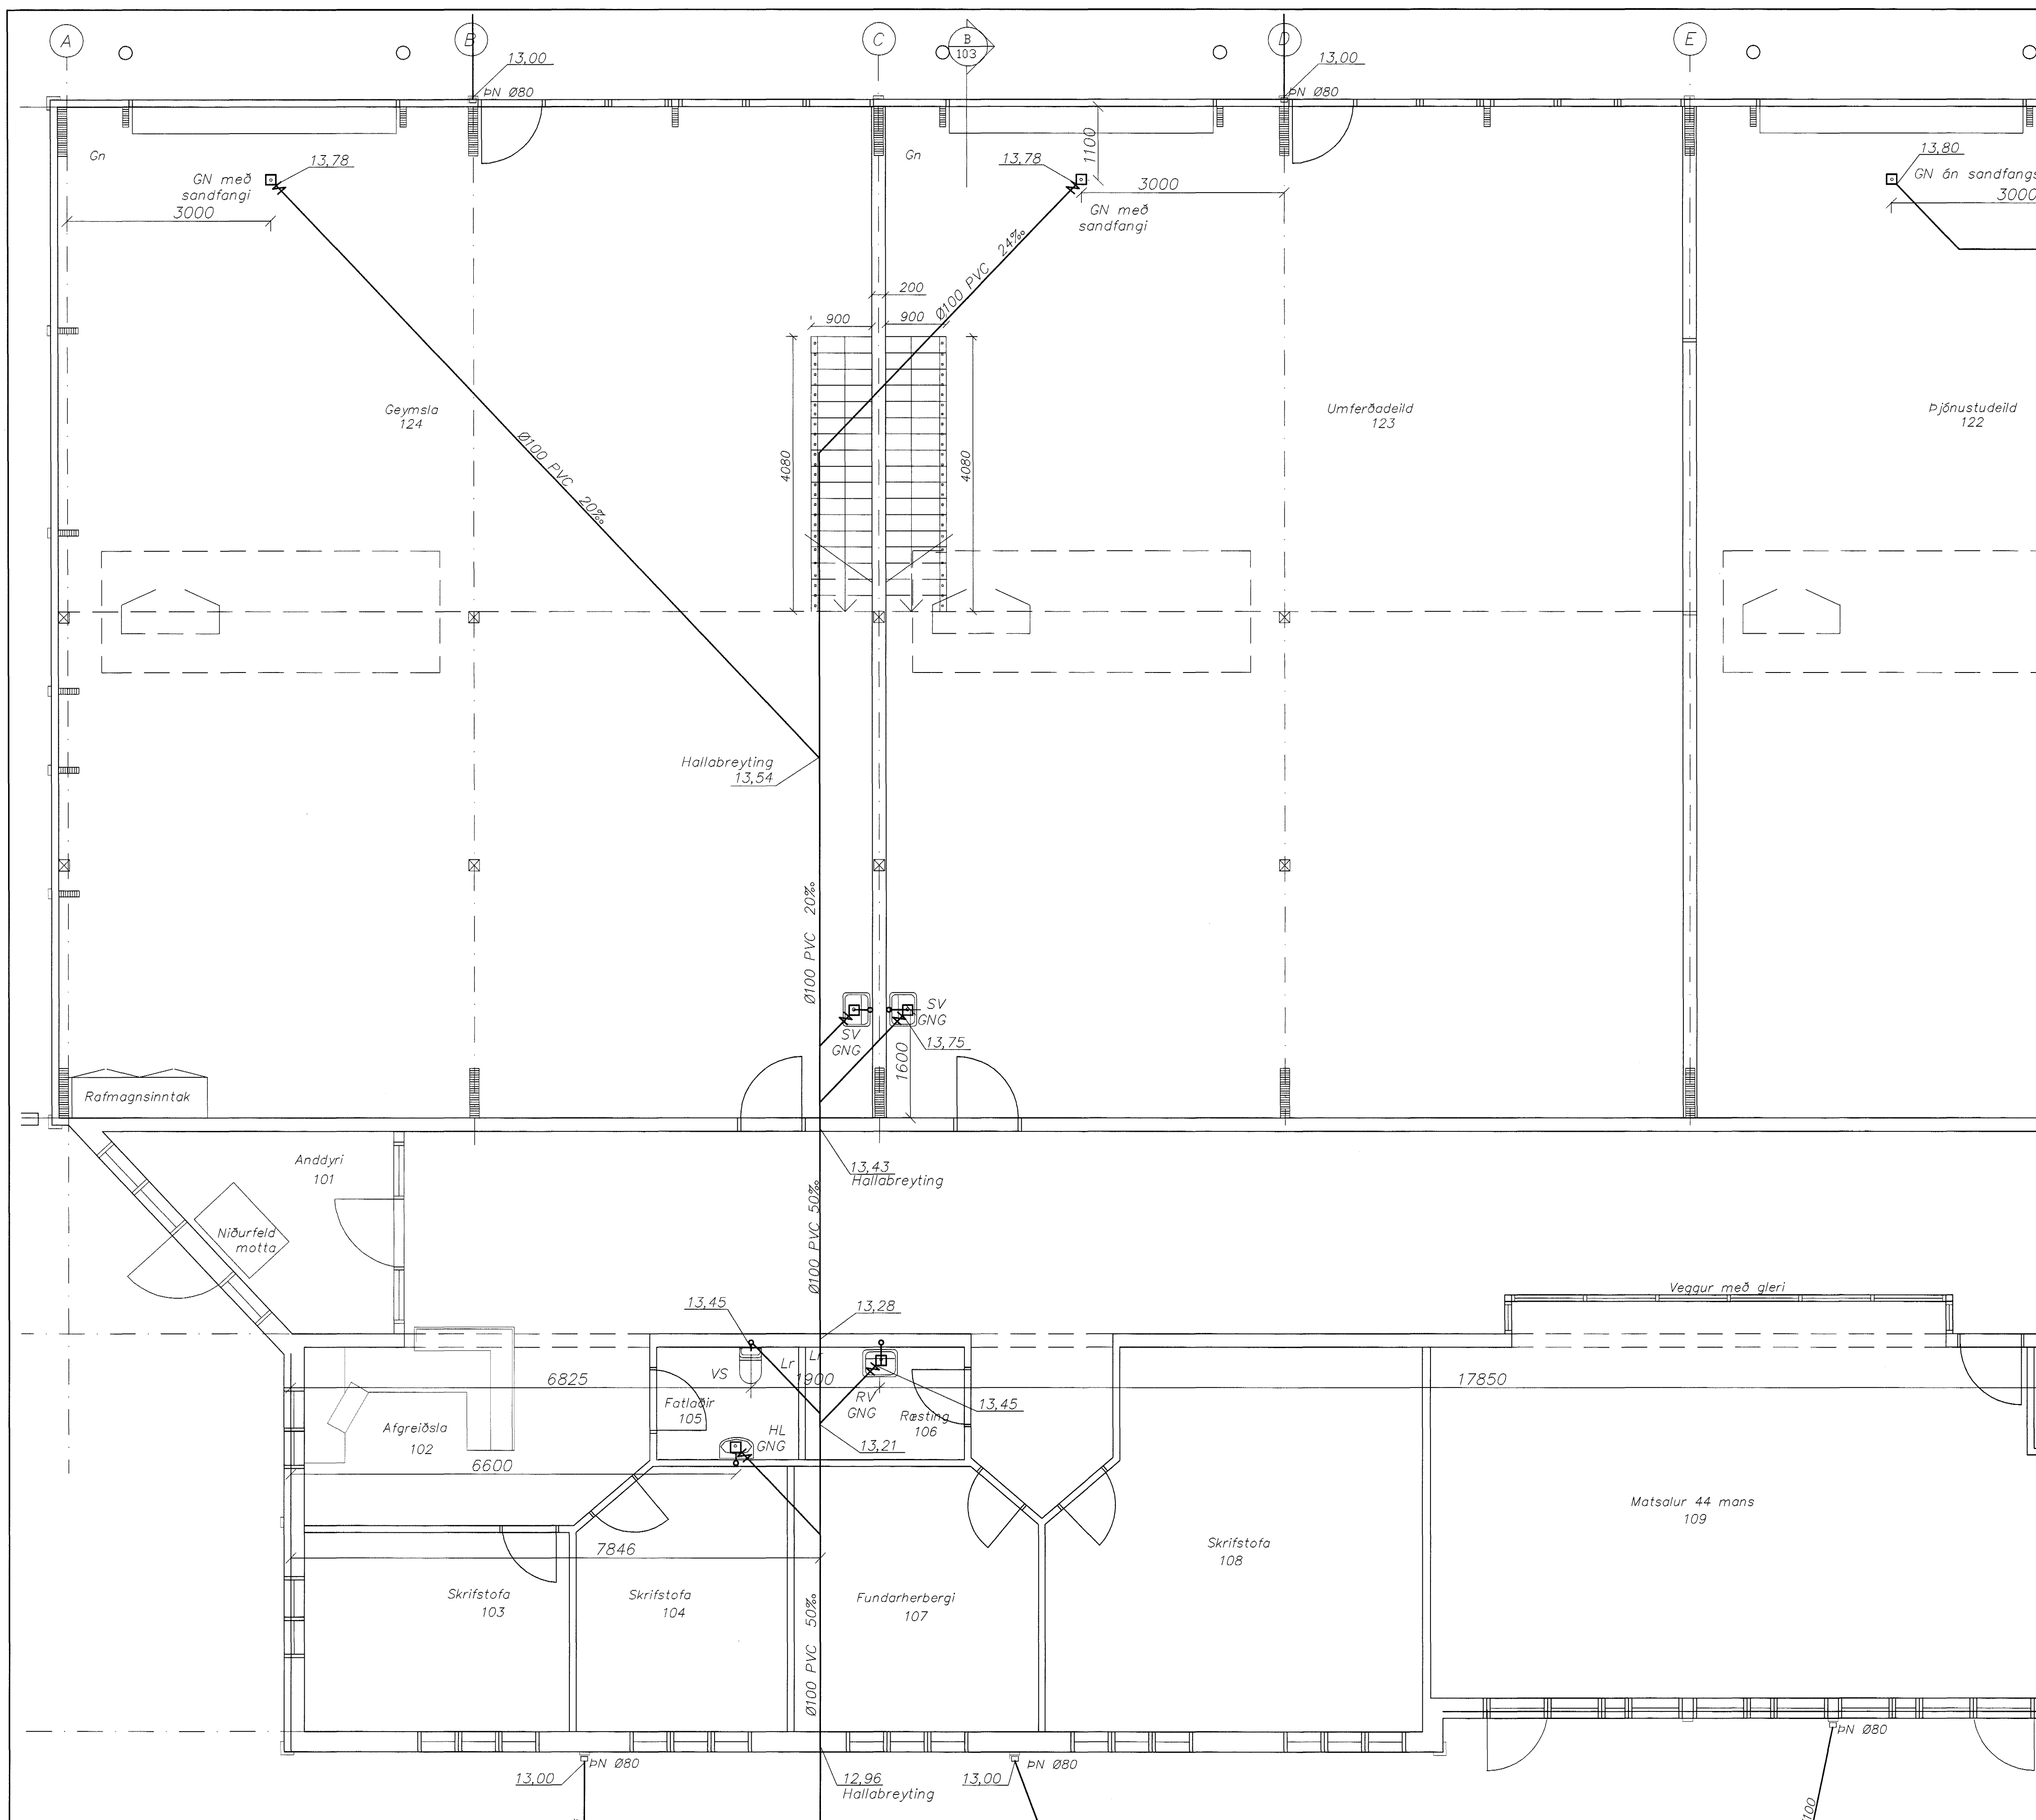 A
B
C
B
103
D
E
13,00
ÞN Ø80
13,00
ÞN Ø80
Gn
GN með
sandfangi
13,78
3000
Gn
13,78
1100
3000
GN með
sandfangi
13,80
GN án sandfangs
3000
Ø100 PVC 24‰
200
900
900
4080
4080
Geymsla
124
Umferðadeild
123
Þjónustudeild
122
Ø100 PVC 20‰
Hallabreyting
13,54
Ø100 PVC 20‰
SV
GNG
SV
GNG
13,75
1600
Rafmagnsinntak
Anddyri
101
13,43
Hallabreyting
Niðurfeld
motta
Ø100 PVC 50‰
Veggur með gleri
13,45
13,28
VS
Lr
Lr
6825
1900
17850
Fatlaðir
105
RV
GNG
13,45
Ræsting
106
Afgreiðsla
102
HL
GNG
13,21
6600
Matsalur 44 mans
109
7846
Skrifstofa
108
Skrifstofa
103
Skrifstofa
104
Fundarherbergi
107
Ø100 PVC 50‰
ÞN Ø80
13,00
ÞN Ø80
12,96
Hallabreyting
13,00
ÞN Ø80